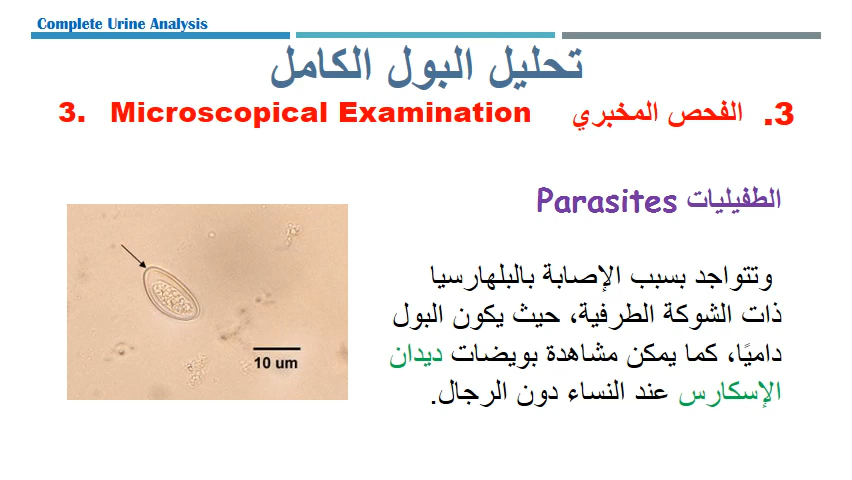 Complete Urine Analysis
تحليل البول الكامل
3. Microscopical Examination
3. الفحص المخبري
الطفيليات Parasites
وتتواجد بسبب الإصابة بالبلهارسيا
ذات الشوكة الطرفية، حيث يكون البول
داميًا، كما يمكن مشاهدة بويضات ديدان
الإسكارس عند النساء دون الرجال.
10 um